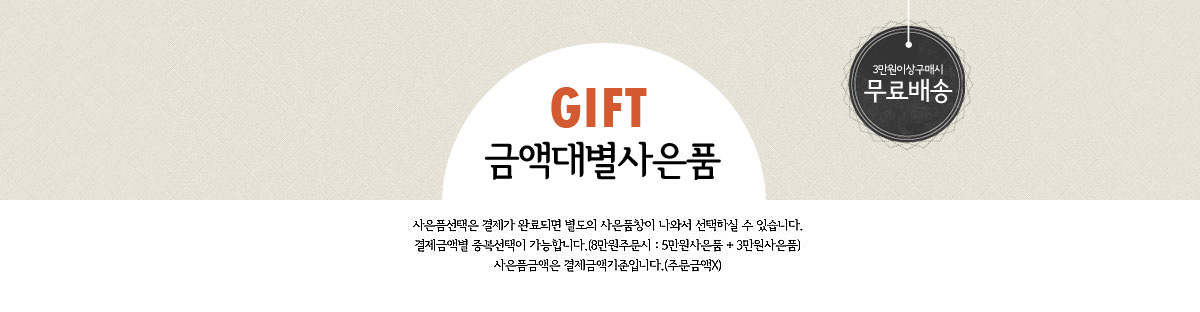 3만원이상구매시
무료배송
GIFT
금액대별사은품
사은품선택은 결제가 완료되면 별도의 사은품창이 나와서 선택하실 수 있습니다.
결제금액별 중복선택이 가능합니다.(8만원주문시 : 5만원사은품 + 3만원사은품)
사은품금액은 결제금액기준입니다.(주문금액X)